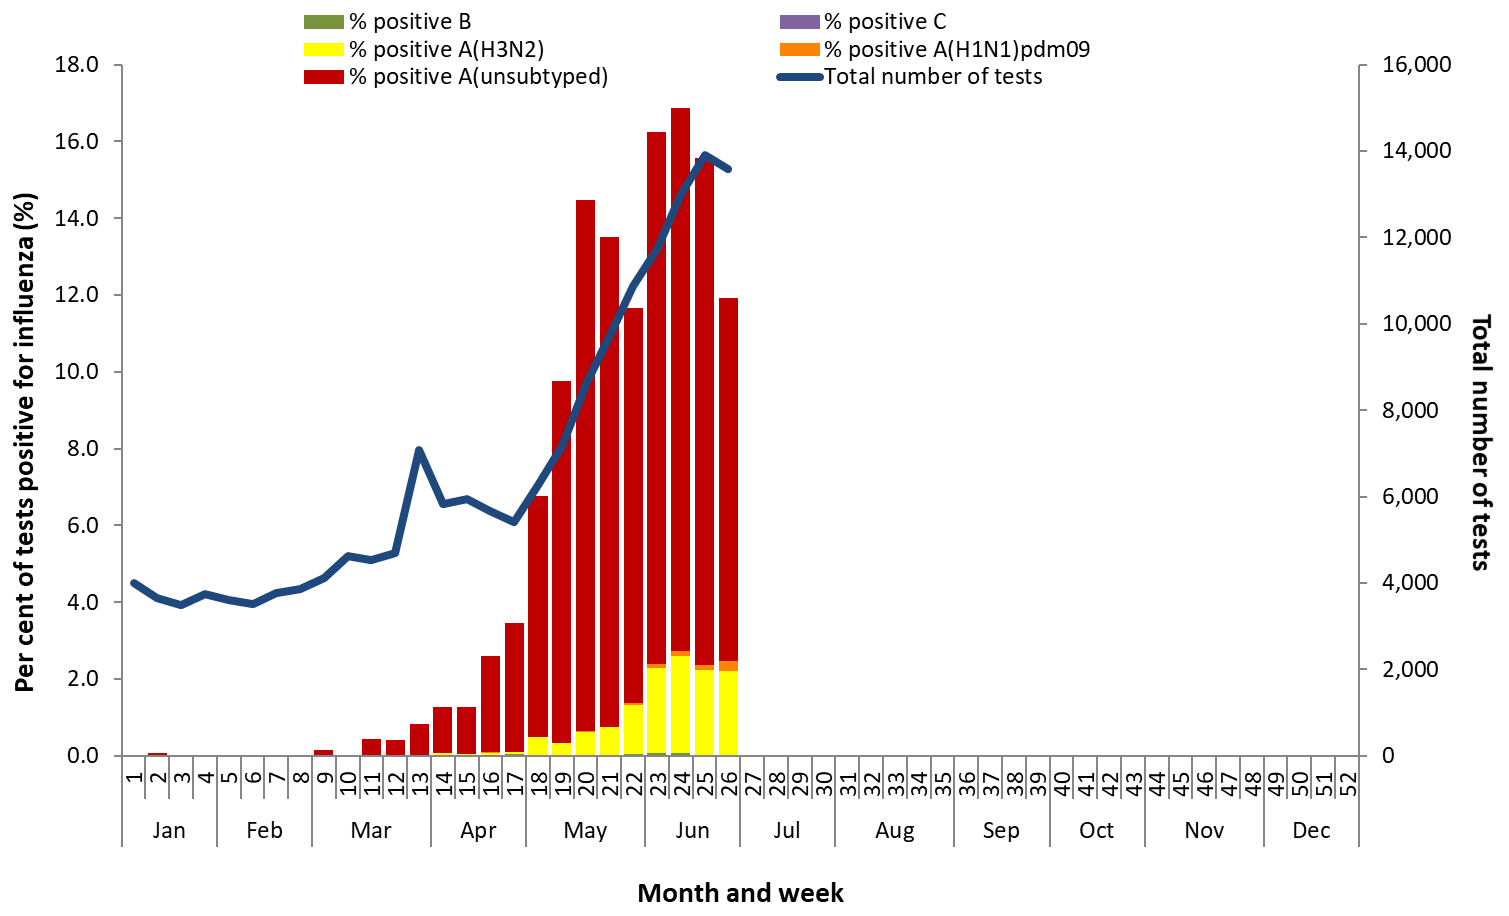 % positive B % positive C
% positive A(H3N2) % positive A(H1N1)pdm09
% positive A(unsubtyped) Total number of tests
18.0 16,000
16.0 14,000
14.0 12,000
12.0 10,000
10.0 8,000
8.0 6,000
6.0 4,000
4.0 2,000
2.0 0
0.0
Per cent of tests positive for influenza (%)
Total number of tests
1 2 3 4 5 6 7 8 9 10 11 12 13 14 15 16 17 18 19 20 21 22 23 24 25 26 27 28 29 30 31 32 33 34 35 36 37 38 39 40 41 42 43 44 45 46 47 48 49 50 51 52
Jan Feb Mar Apr May Jun Jul Aug Sep Oct Nov Dec
Month and week